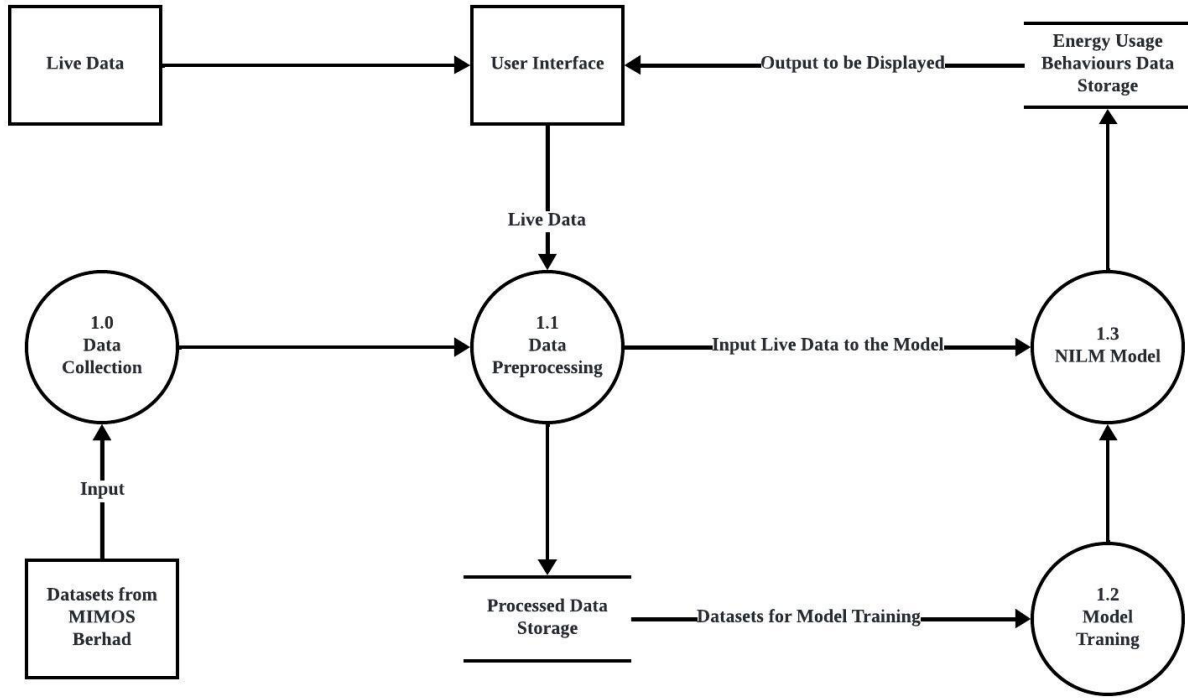 Live Data
User Interface
Output to be Displayed
Energy Usage
Behaviours Data
Storage
Live Data
1.0
Data
Collection
1.1
Data
Preprocessing
Input Live Data to the Model
1.3
NILM Model
Input
Datasets from
MIMOS
Berhad
Processed Data
Storage
Datasets for Model Training
1.2
Model
Traning